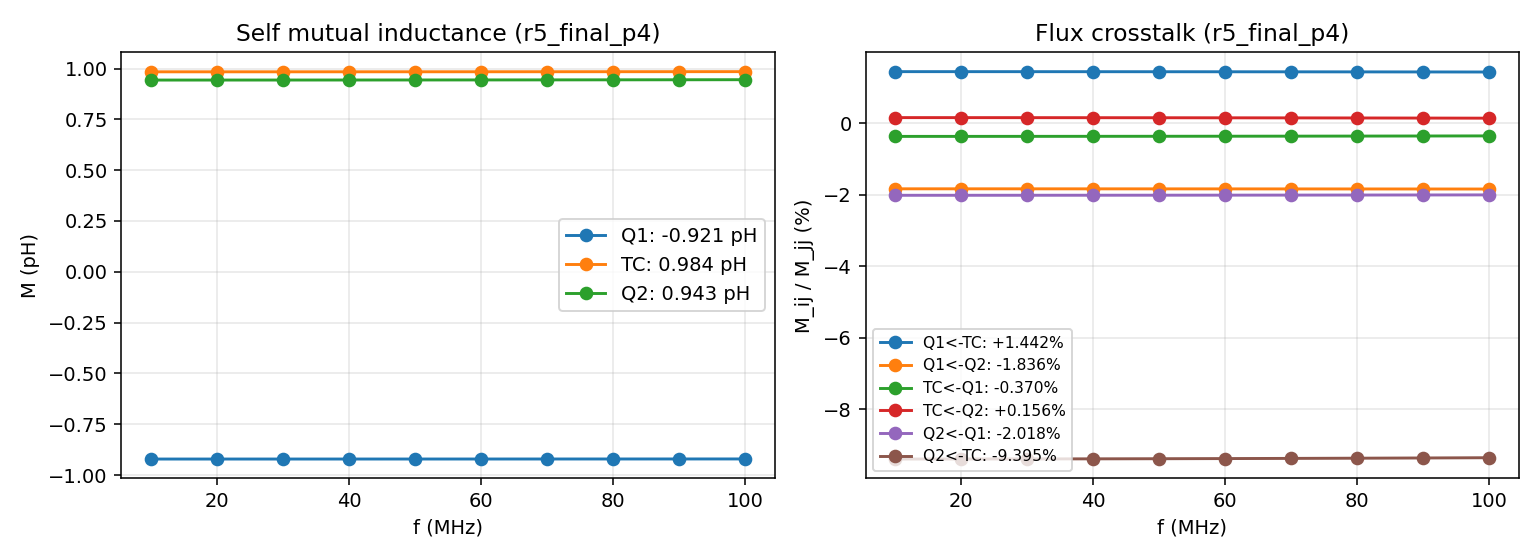 Self mutual inductance (r5_final_p4)
M (pH)
1.00
0.75
0.50
0.25
0.00
−0.25
−0.50
−0.75
−1.00
Q1: -0.921 pH
TC: 0.984 pH
Q2: 0.943 pH
20
40
60
80
100
f (MHz)
Flux crosstalk (r5_final_p4)
M_ij / M_jj (%)
0
−2
−4
−6
−8
Q1<-TC: +1.442%
Q1<-Q2: -1.836%
TC<-Q1: -0.370%
TC<-Q2: +0.156%
Q2<-Q1: -2.018%
Q2<-TC: -9.395%
20
40
60
80
100
f (MHz)